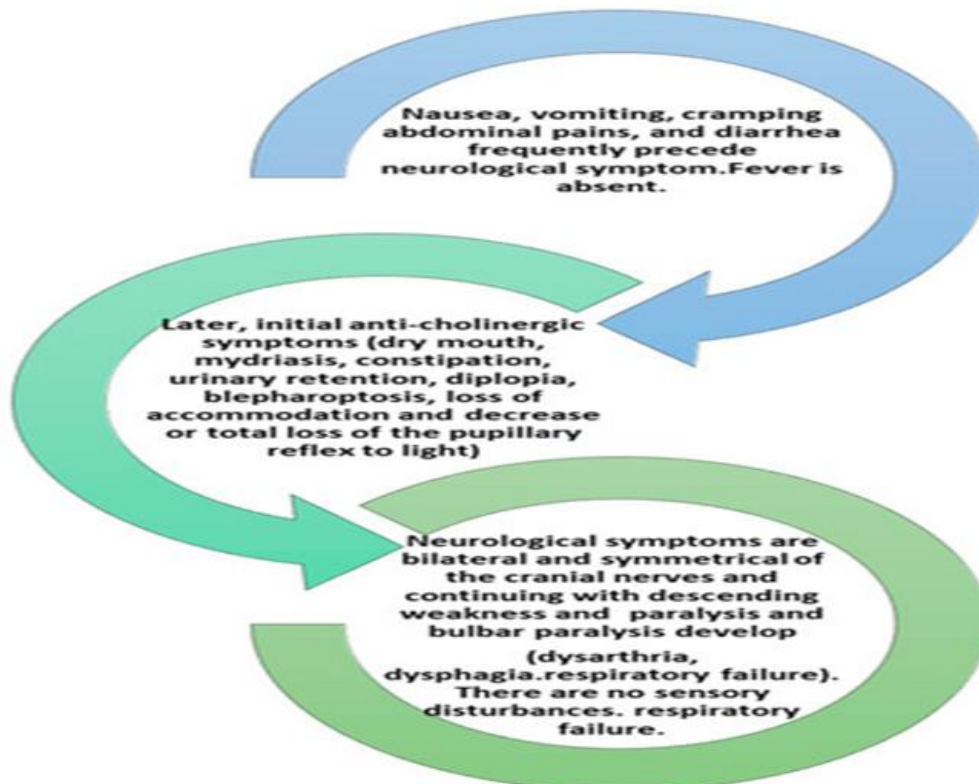 Nausea, vomiting, cramping
abdominal pains, and diarrhea
frequently precede
neurological symptom.Fever is
absent.
Later, initial anti-cholinergic
symptoms (dry mouth,
mydriasis, constipation,
urinary retention, diplopia,
blepharoptosis, loss of
accommodation and decrease
or total loss of the pupillary
reflex to light)
Neurological symptoms are
bilateral and symmetrical of
the cranial nerves and
continuing with descending
weakness and paralysis and
bulbar paralysis develop
(dysarthria,
dysphagia.respiratory failure).
There are no sensory
disturbances. respiratory
failure.